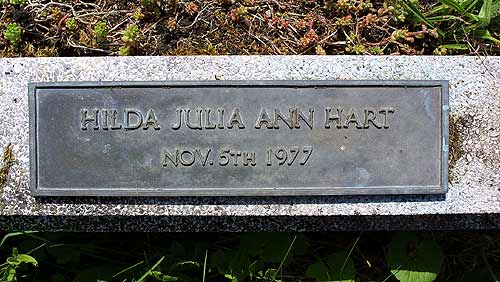 HILDA JULIA ANN HART
NOV. 5TH 1977